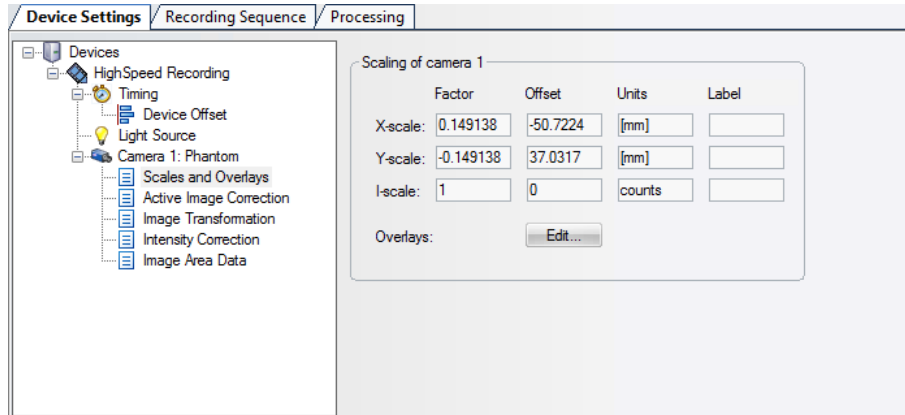 Device Settings Recording Sequence Processing
Devices
HighSpeed Recording
Timing
Device Offset
Light Source
Camera 1: Phantom
Scales and Overlays
Active Image Correction
Image Transformation
Intensity Correction
Image Area Data
Scaling of camera 1
Factor Offset Units Label
X-scale: 0.149138 -50.7224 [mm]
Y-scale: -0.149138 37.0317 [mm]
I-scale: 1 0 counts
Overlays: Edit...